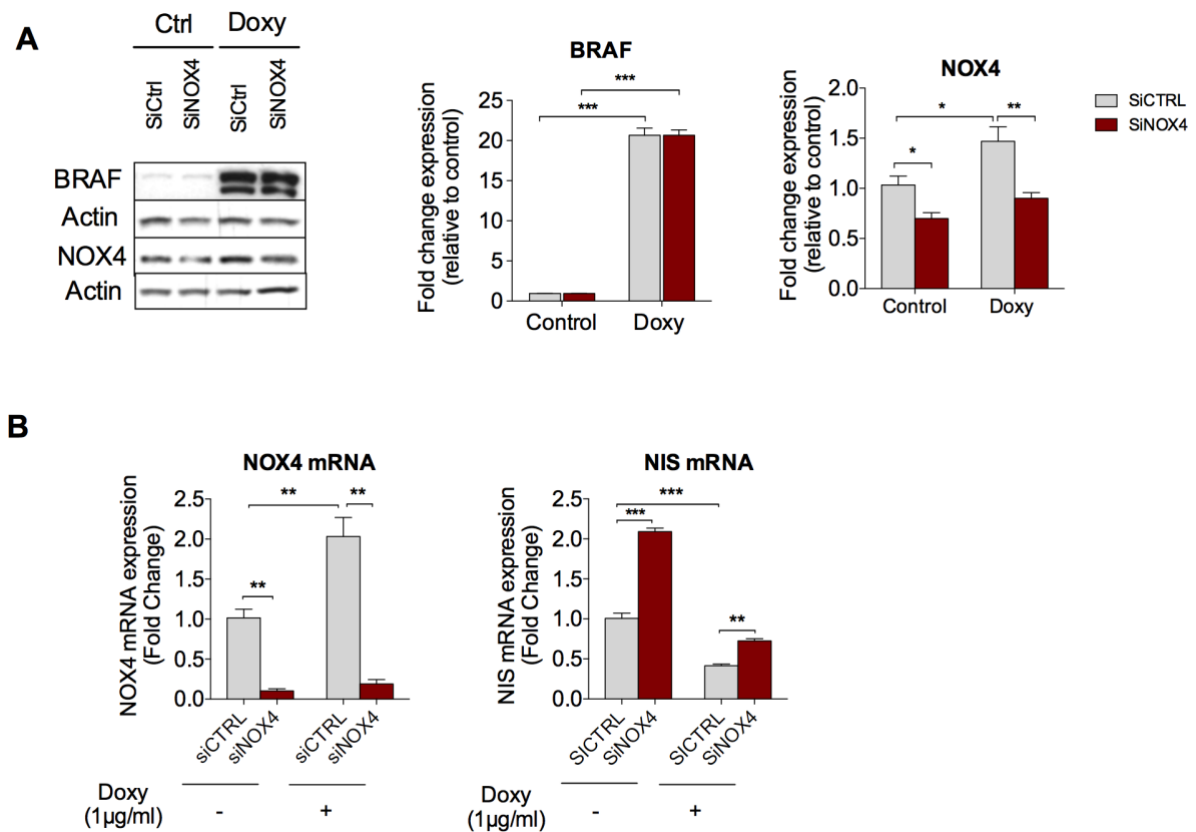 A
Ctrl Doxy
SiCtrl SiNOX4 SiCtrl SiNOX4
BRAF
Actin
NOX4
Actin
BRAF
Fold change expression
(relative to control)
25
20
15
10
5
0
*** ***
Control Doxy
NOX4
Fold change expression
(relative to control)
2.0
1.5
1.0
0.5
0.0
* * **
Control Doxy
SiCTRL
SiNOX4
B
NOX4 mRNA
NOX4 mRNA expression
(Fold Change)
2.5
2.0
1.5
1.0
0.5
0.0
** ** **
siCTRL siNOX4 siCTRL siNOX4
Doxy
(1µg/ml) - +
NIS mRNA
NIS mRNA expression
(Fold Change)
2.5
2.0
1.5
1.0
0.5
0.0
*** *** **
SICTRL SiNOX4 SICTRL SiNOX4
Doxy
(1µg/ml) - +